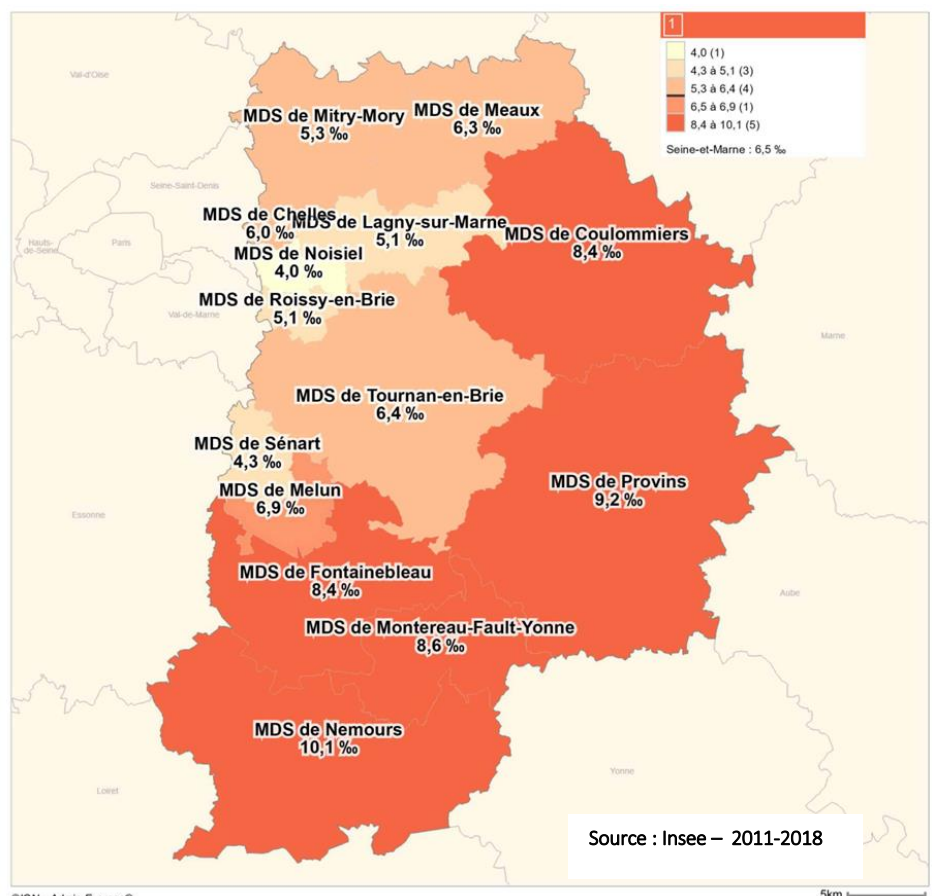 1
4,0 (1)
4,3 à 5,1 (3)
5,3 à 6,4 (4)
6,5 à 6,9 (1)
8,4 à 10,1 (5)
Seine-et-Marne : 6,5 ‰
Val-d'Oise
MDS de Mitry-Mory
5,3 ‰
MDS de Meaux
6,3 ‰
Seine-Saint-Denis
MDS de Chelles
6,0 ‰
MDS de Lagny-sur-Marne
5,1 ‰
MDS de Coulommiers
8,4 ‰
Hauts-
de-Seine
Paris
MDS de Noisiel
4,0 ‰
MDS de Roissy-en-Brie
5,1 ‰
Val-de-Marne
Marne
MDS de Tournan-en-Brie
6,4 ‰
MDS de Sénart
4,3 ‰
MDS de Melun
6,9 ‰
MDS de Provins
9,2 ‰
Essonne
MDS de Fontainebleau
8,4 ‰
Aube
MDS de Montereau-Fault-Yonne
8,6 ‰
MDS de Nemours
10,1 ‰
Yonne
Loiret
Source : Insee – 2011-2018
5km